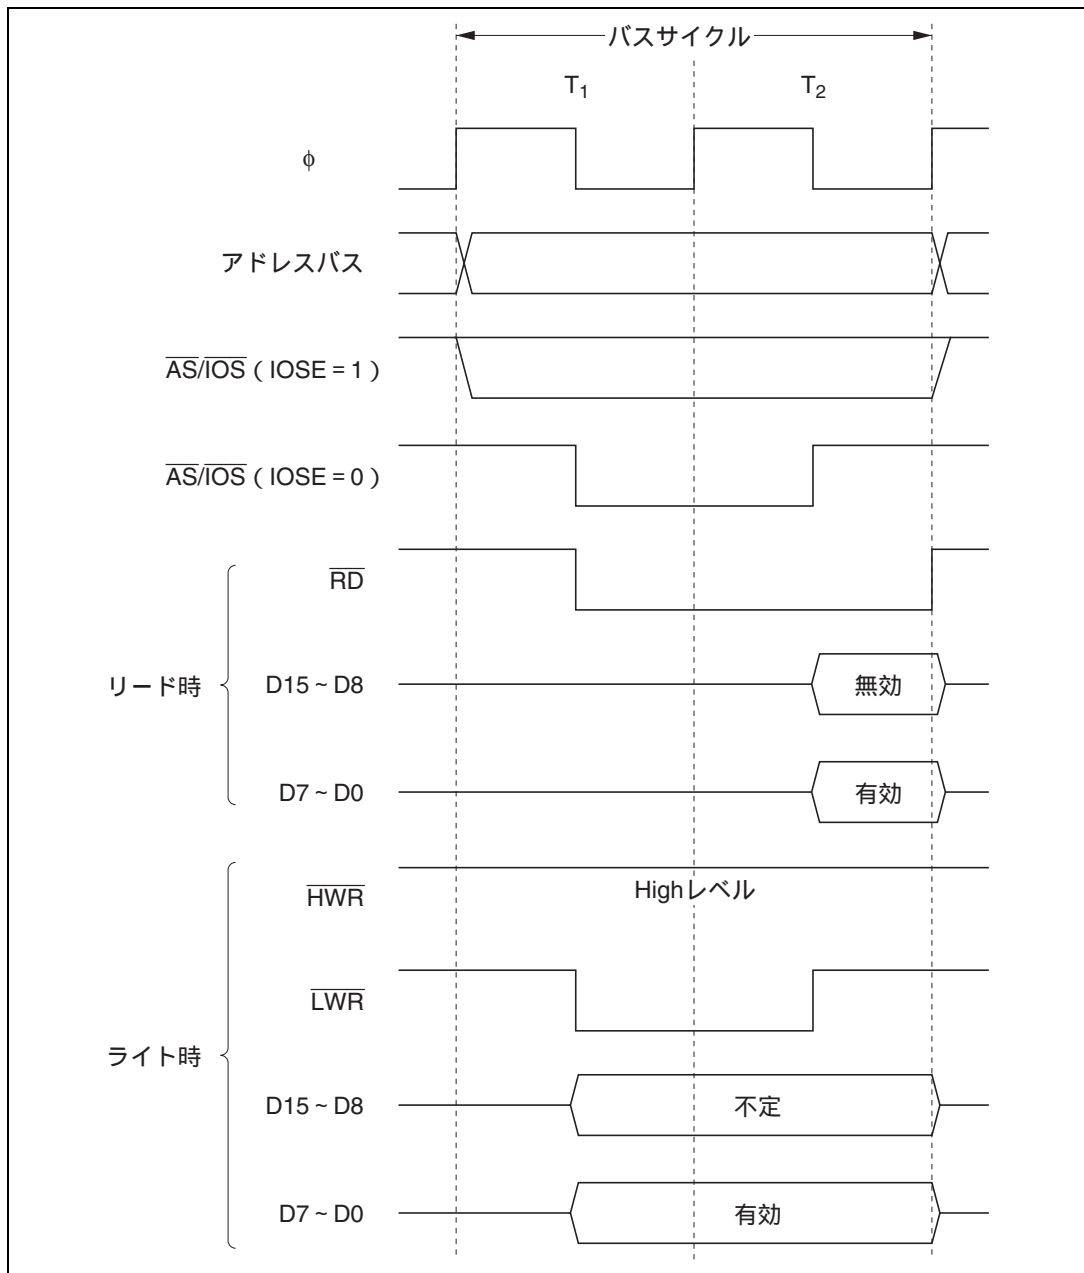 バスサイクル
T1 T2
φ
アドレスバス
AS/IOS(IOSE = 1)
AS/IOS(IOSE = 0)
RD
リード時
D15 ~ D8 無効
D7 ~ D0 有効
HWR Highレベル
LWR
ライト時
D15 ~ D8 不定
D7 ~ D0 有効